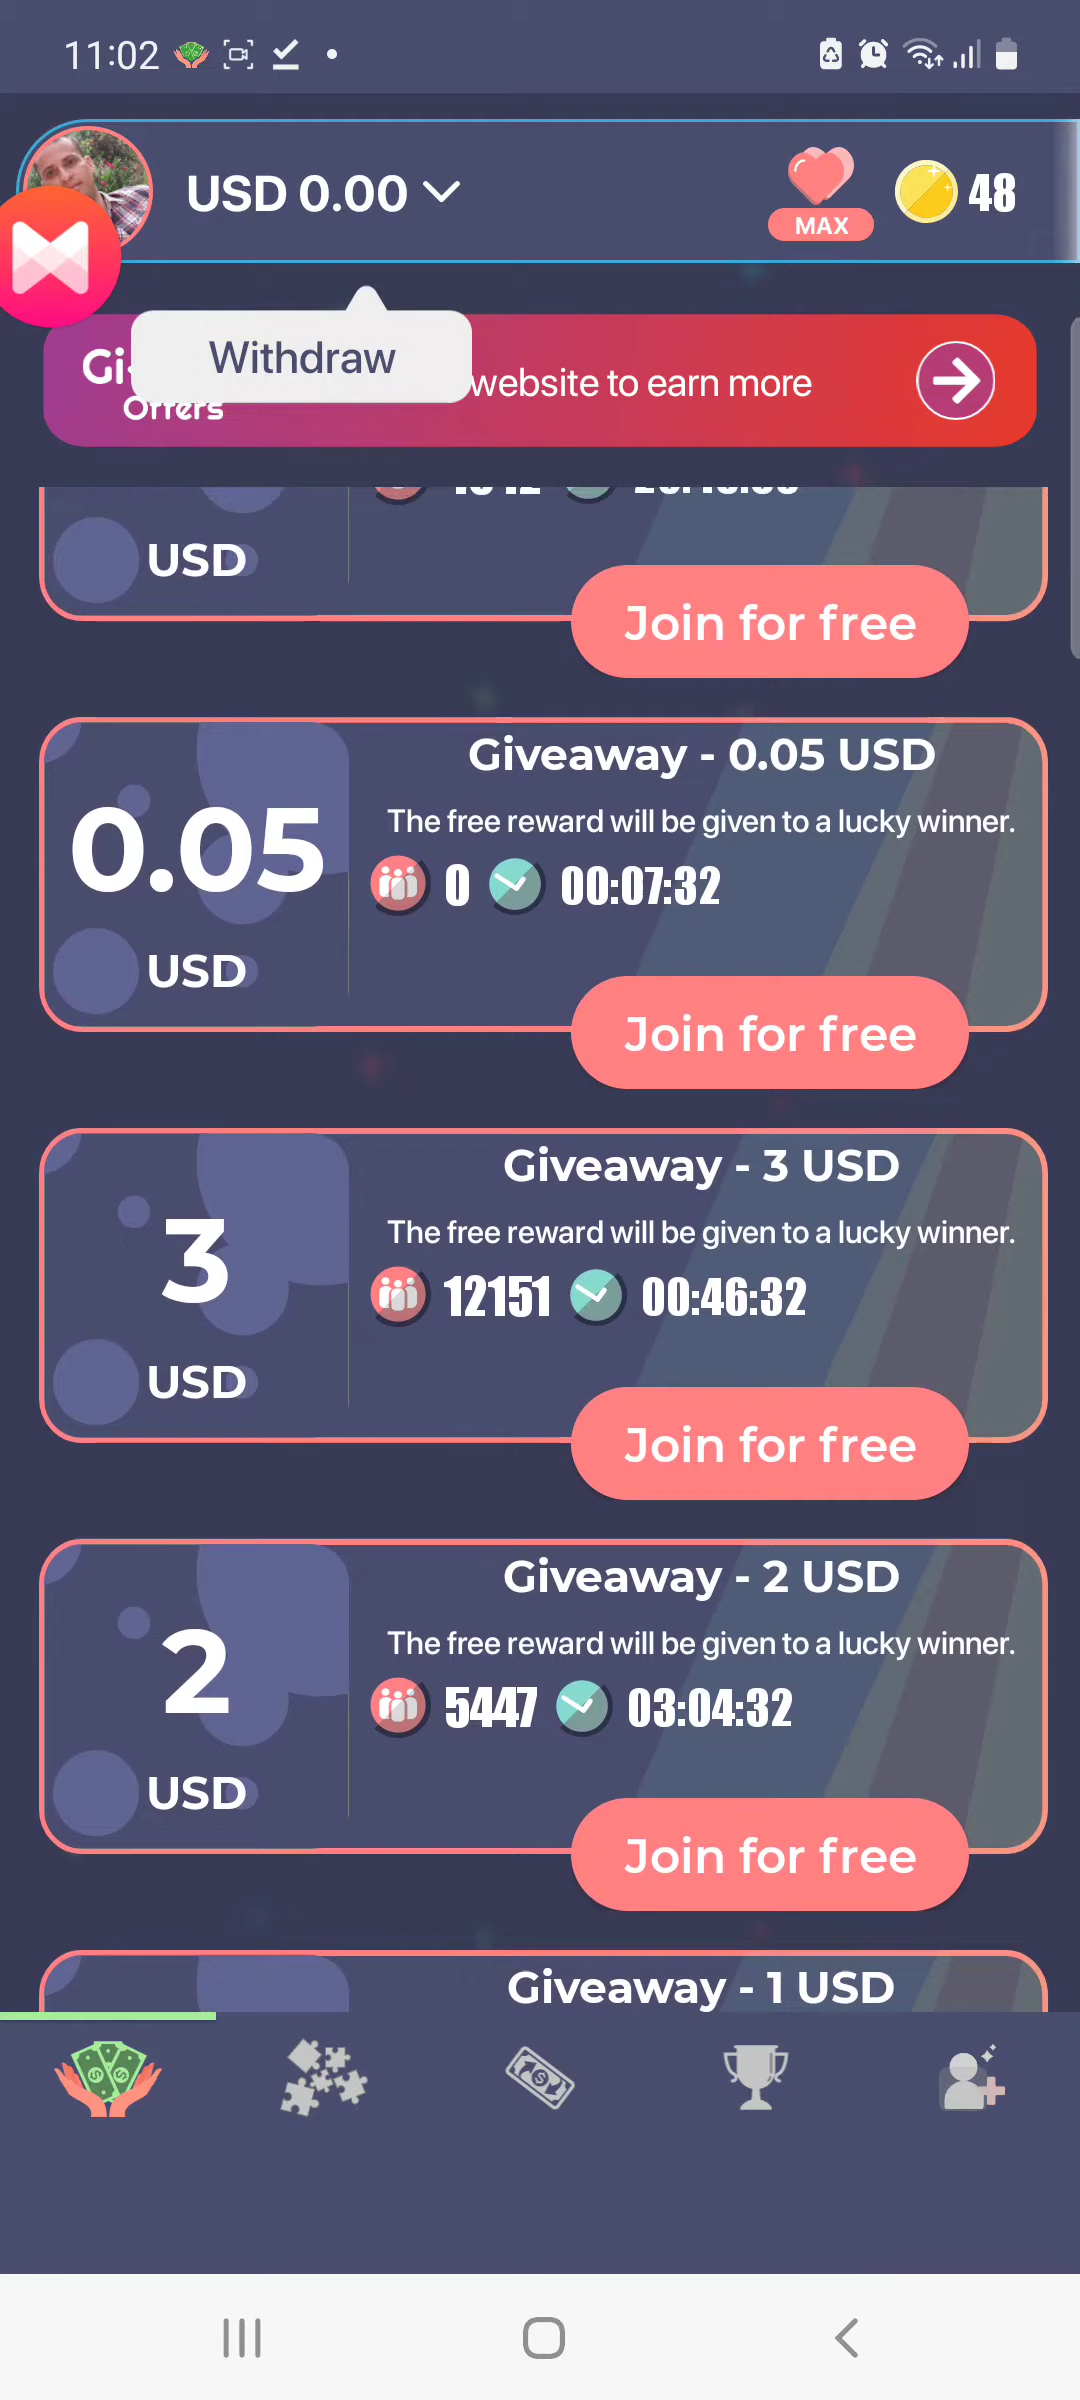 11:02
USD 0.00
MAX
48
Withdraw
website to earn more
Offers
USD
Join for free
Giveaway - 0.05 USD
0.05
The free reward will be given to a lucky winner.
0 00:07:32
USD
Join for free
Giveaway - 3 USD
3
The free reward will be given to a lucky winner.
12151 00:46:32
USD
Join for free
Giveaway - 2 USD
2
The free reward will be given to a lucky winner.
5447 03:04:32
USD
Join for free
Giveaway - 1 USD